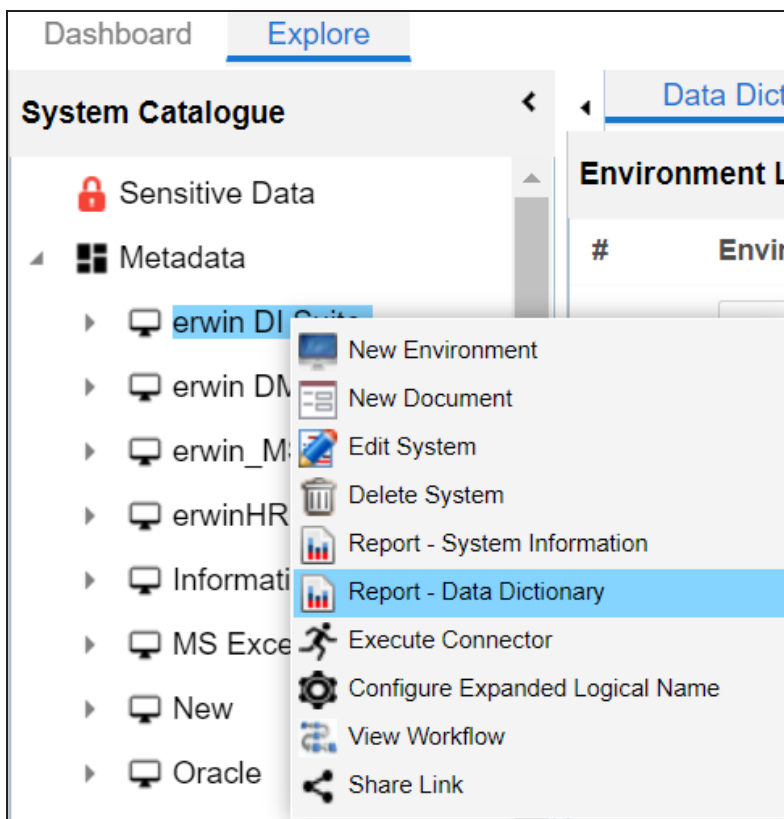 Dashboard Explore
System Catalogue
Data Dict
Environment L
Sensitive Data
# Envir
Metadata
erwin DI Suite
erwin DM
erwin_MS
erwinHR
Informati
MS Exce
New
Oracle
New Environment
New Document
Edit System
Delete System
Report - System Information
Report - Data Dictionary
Execute Connector
Configure Expanded Logical Name
View Workflow
Share Link